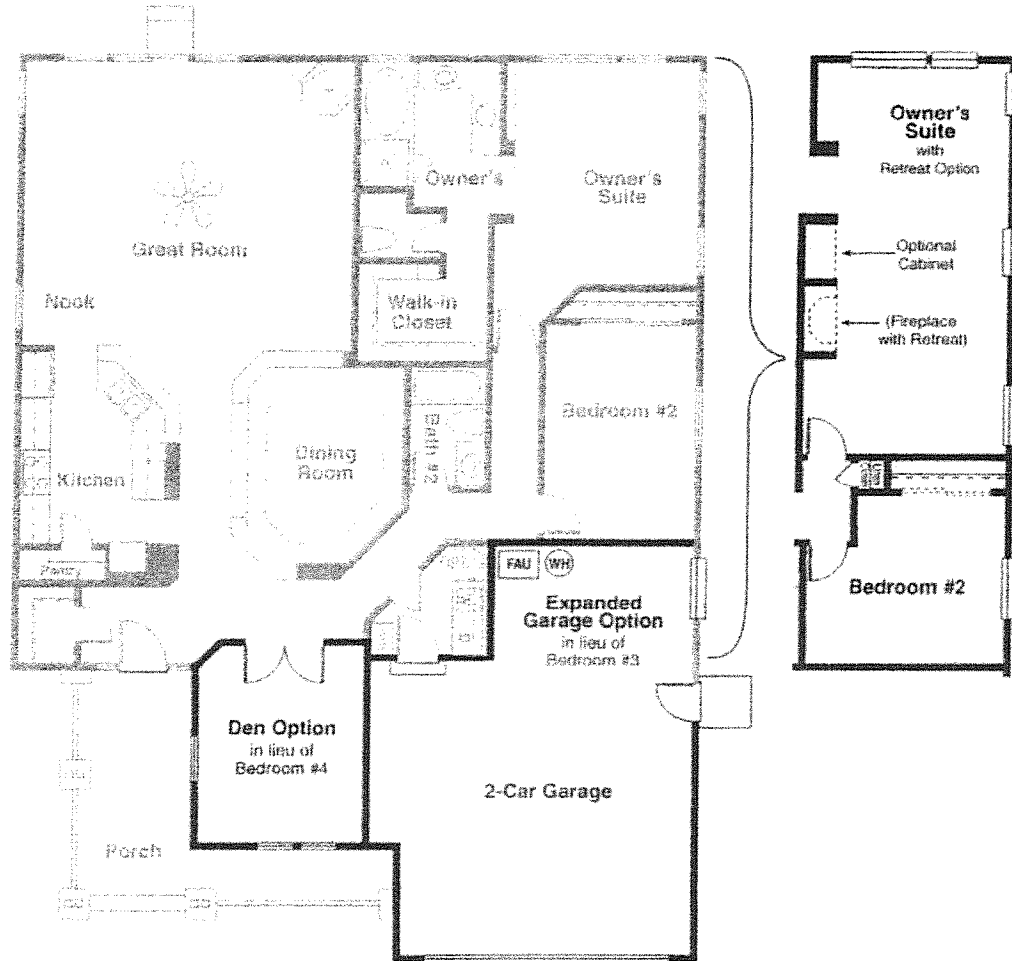 Owner's
Suite
with
Retreat Option
Owner's
Owner's
Suite
Great Room
Optional
Cabinet
Nook
Walk-in
Closet
(Fireplace
with Retreat)
Bedroom #2
Dining
Room
Bath #2
Kitchen
Pantry
FAU
WH
Expanded
Garage Option
in lieu of
Bedroom #3
Bedroom #2
Den Option
in lieu of
Bedroom #4
2-Car Garage
Porch